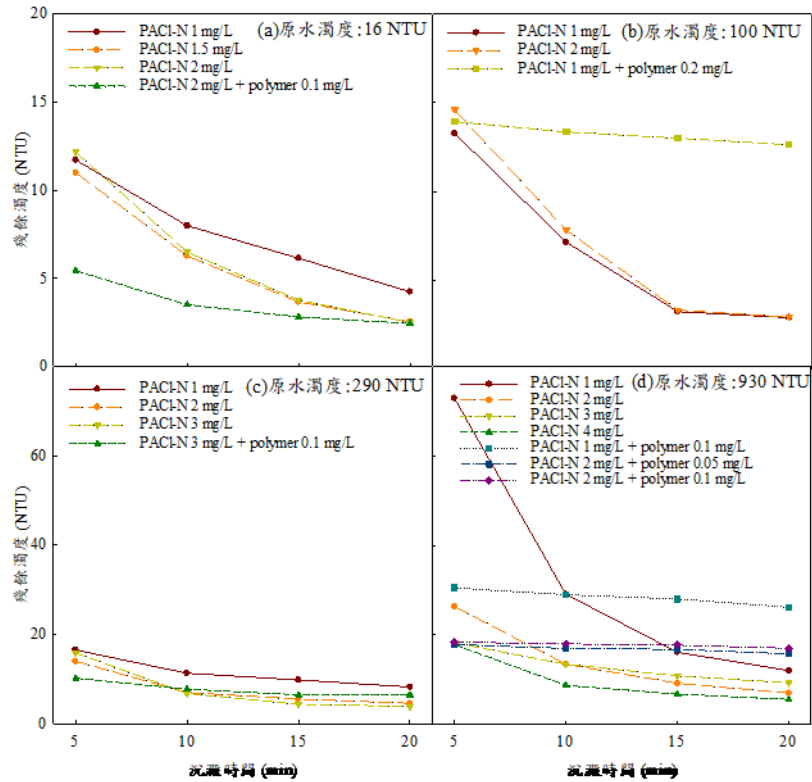 20
15
10
5
0
殘餘濁度 (NTU)
(a)原水濁度:16 NTU
PACl-N 1 mg/L
PACl-N 1.5 mg/L
PACl-N 2 mg/L
PACl-N 2 mg/L + polymer 0.1 mg/L
(b)原水濁度:100 NTU
PACl-N 1 mg/L
PACl-N 2 mg/L
PACl-N 1 mg/L + polymer 0.2 mg/L
60
40
20
0
殘餘濁度 (NTU)
(c)原水濁度:290 NTU
PACl-N 1 mg/L
PACl-N 2 mg/L
PACl-N 3 mg/L
PACl-N 3 mg/L + polymer 0.1 mg/L
5 10 15 20
沉澱時間 (min)
(d)原水濁度:930 NTU
PACl-N 1 mg/L
PACl-N 2 mg/L
PACl-N 3 mg/L
PACl-N 4 mg/L
PACl-N 1 mg/L + polymer 0.1 mg/L
PACl-N 2 mg/L + polymer 0.05 mg/L
PACl-N 2 mg/L + polymer 0.1 mg/L
5 10 15 20
沉澱時間 (min)